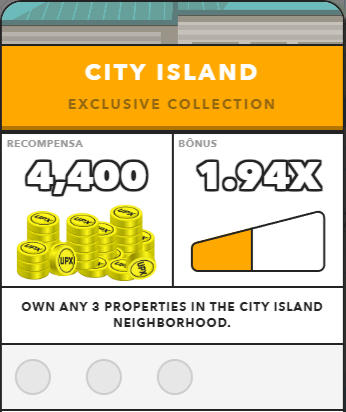 CITY ISLAND
EXCLUSIVE COLLECTION
RECOMPENSA
4,400
BÔNUS
1.94X
UPX
UPX
UPX
UPX
UPX
OWN ANY 3 PROPERTIES IN THE CITY ISLAND
NEIGHBORHOOD.